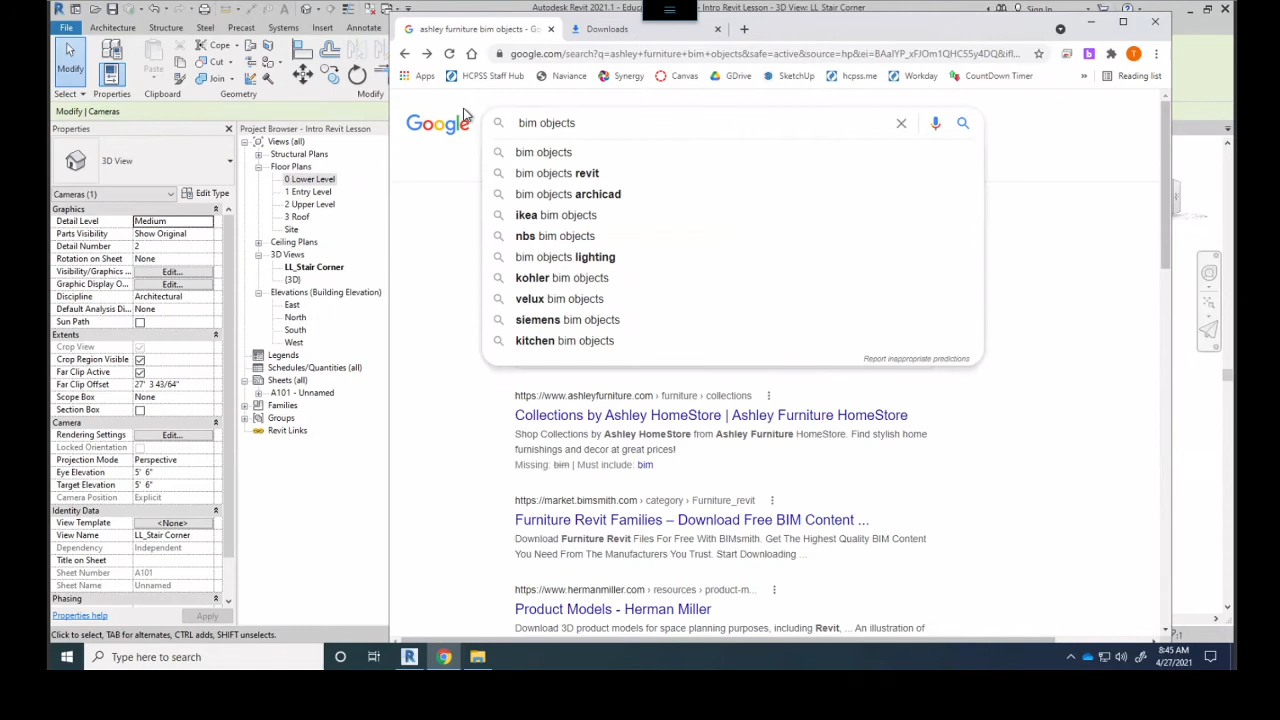 Autodesk Revit 2021.1 - Educa
Intro Revit Lesson - 3D View: LL_Stair Corner
Sign In
File Architecture Structure Steel Precast Systems Insert Annotate
Modify
Paste
Cope
Cut
Join
Select Properties Clipboard Geometry Modify
Modify | Cameras
Properties
3D View
Cameras (1) Edit Type
Graphics
Detail Level Medium
Parts Visibility Show Original
Detail Number 2
Rotation on Sheet None
Visibility/Graphics ... Edit...
Graphic Display O... Edit...
Discipline Architectural
Default Analysis Di... None
Sun Path
Extents
Crop View
Crop Region Visible
Far Clip Active
Far Clip Offset 27' 3 43/64"
Scope Box None
Section Box
Camera
Rendering Settings Edit...
Locked Orientation
Projection Mode Perspective
Eye Elevation 5' 6"
Target Elevation 5' 6"
Camera Position Explicit
Identity Data
View Template <None>
View Name LL_Stair Corner
Dependency Independent
Title on Sheet
Sheet Number A101
Sheet Name Unnamed
Phasing
Properties help Apply
Click to select, TAB for alternates, CTRL adds, SHIFT unselects.
Project Browser - Intro Revit Lesson
Views (all)
Structural Plans
Floor Plans
0 Lower Level
1 Entry Level
2 Upper Level
3 Roof
Site
Ceiling Plans
3D Views
LL_Stair Corner
{3D}
Elevations (Building Elevation)
East
North
South
West
Legends
Schedules/Quantities (all)
Sheets (all)
A101 - Unnamed
Families
Groups
Revit Links
ashley furniture bim objects - Go
Downloads
google.com/search?q=ashley+furniture+bim+objects&safe=active&source=hp&ei=BAalYP_xFJOm1QHC55y4DQ&ifl...
T
Apps HCPSS Staff Hub Naviance Synergy Canvas GDrive SketchUp hcpss.me Workday CountDown Timer » Reading list
Google
bim objects
bim objects
bim objects revit
bim objects archicad
ikea bim objects
nbs bim objects
bim objects lighting
kohler bim objects
velux bim objects
siemens bim objects
kitchen bim objects
Report inappropriate predictions
https://www.ashleyfurniture.com › furniture › collections
Collections by Ashley HomeStore | Ashley Furniture HomeStore
Shop Collections by Ashley HomeStore from Ashley Furniture HomeStore. Find stylish home
furnishings and decor at great prices!
Missing: bim | Must include: bim
https://market.bimsmith.com › category › Furniture_revit
Furniture Revit Families – Download Free BIM Content ...
Download Furniture Revit Files For Free With BIMsmith. Get The Highest Quality BIM Content
You Need From The Manufacturers You Trust. Start Downloading ...
https://www.hermanmiller.com › resources › product-m...
Product Models - Herman Miller
Download 3D product models for space planning purposes, including Revit, ... An illustration of
:1
Type here to search
R
8:45 AM
4/27/2021